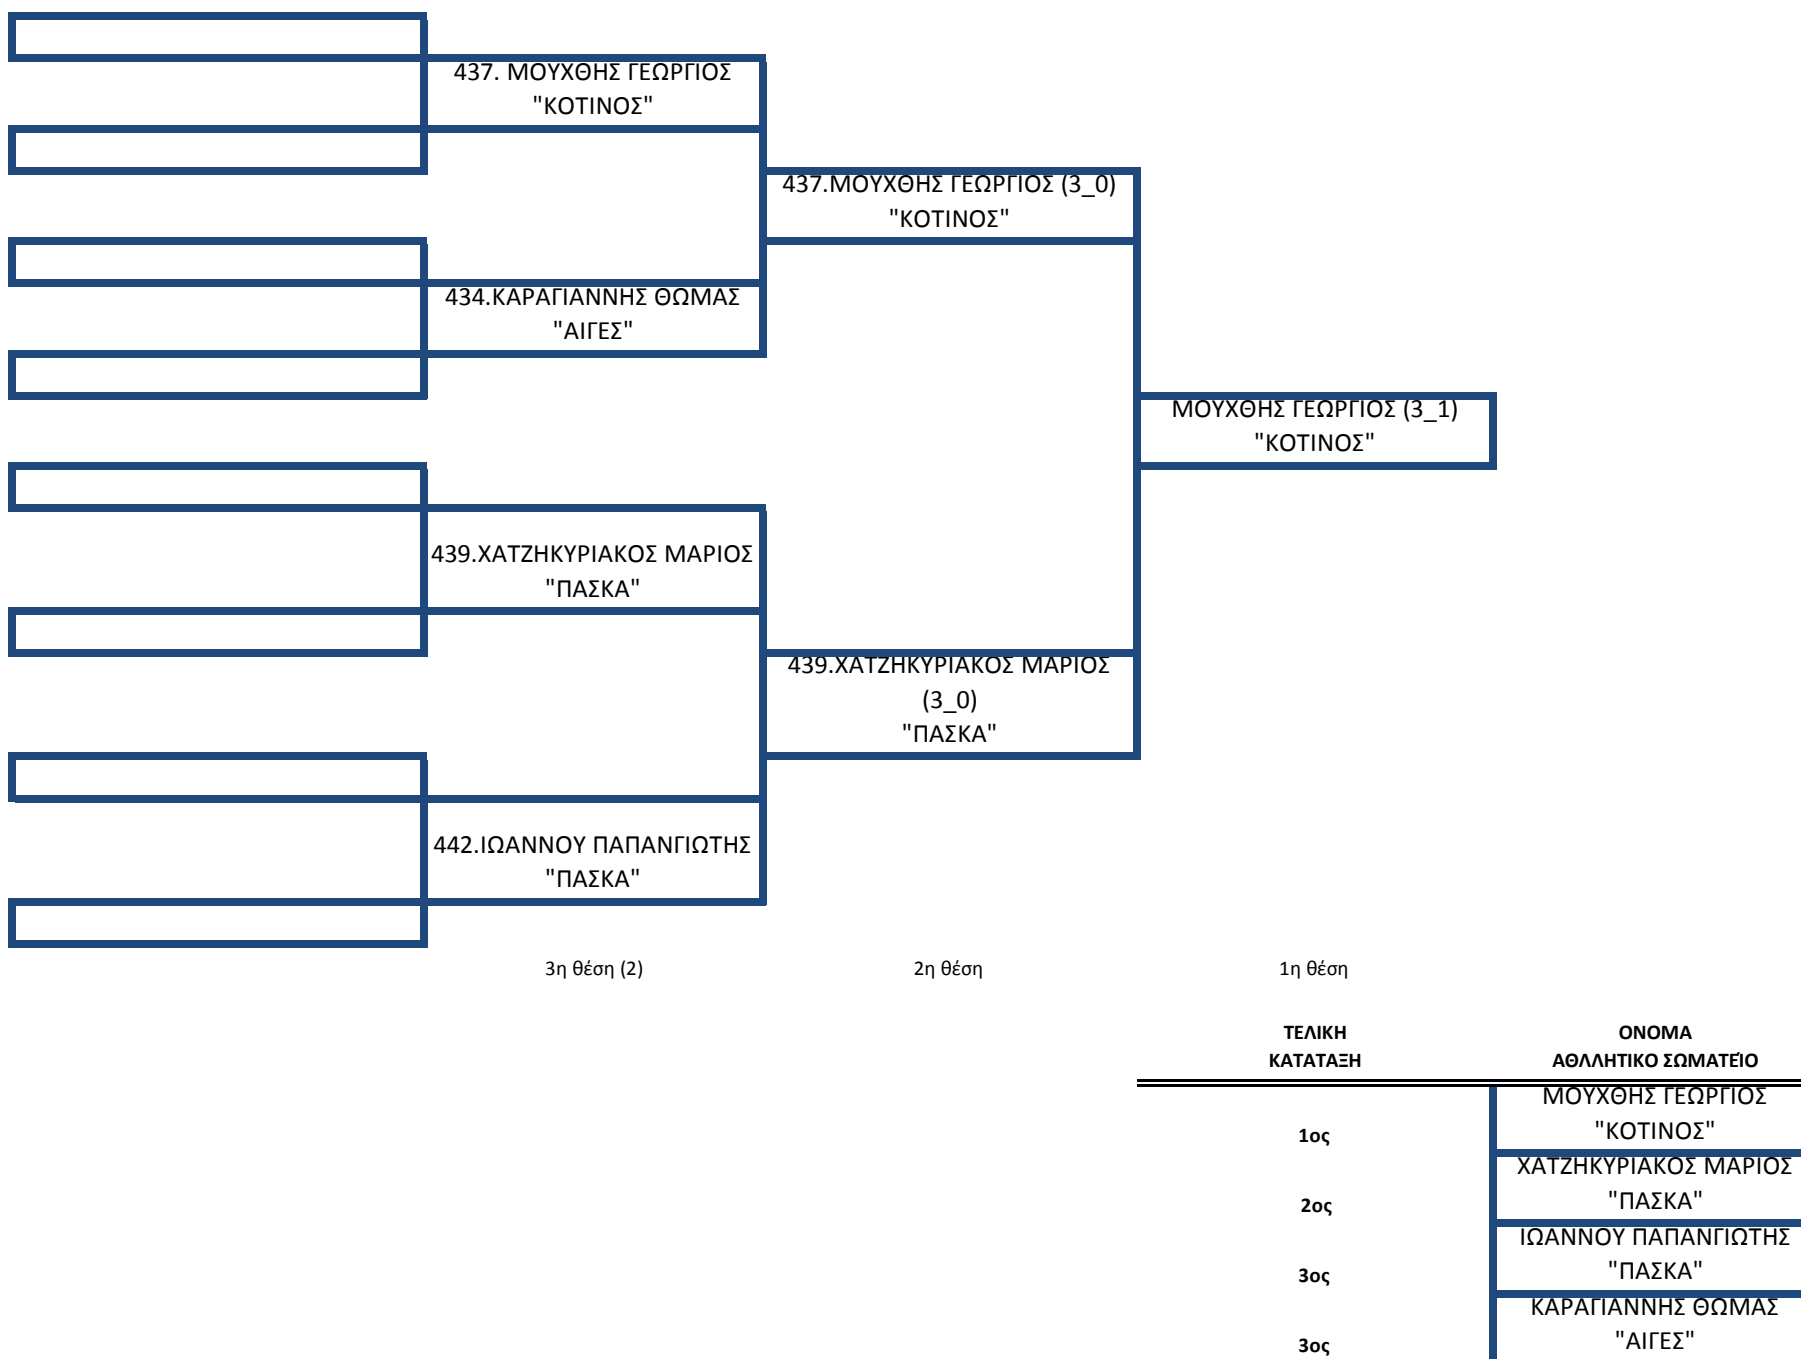 437. ΜΟΥΧΘΗΣ ΓΕΩΡΓΙΟΣ
"ΚΟΤΙΝΟΣ"
437.ΜΟΥΧΘΗΣ ΓΕΩΡΓΙΟΣ (3_0)
"ΚΟΤΙΝΟΣ"
434.ΚΑΡΑΓΙΑΝΝΗΣ ΘΩΜΑΣ
"ΑΙΓΕΣ"
ΜΟΥΧΘΗΣ ΓΕΩΡΓΙΟΣ (3_1)
"ΚΟΤΙΝΟΣ"
439.ΧΑΤΖΗΚΥΡΙΑΚΟΣ ΜΑΡΙΟΣ
"ΠΑΣΚΑ"
439.ΧΑΤΖΗΚΥΡΙΑΚΟΣ ΜΑΡΙΟΣ
(3_0)
"ΠΑΣΚΑ"
442.ΙΩΑΝΝΟΥ ΠΑΠΑΝΓΙΩΤΗΣ
"ΠΑΣΚΑ"
3η θέση (2) 2η θέση 1η θέση
ΤΕΛΙΚΗ ΟΝΟΜΑ
ΚΑΤΑΤΑΞΗ ΑΘΛΛΗΤΙΚΟ ΣΩΜΑΤΕΊΟ
ΜΟΥΧΘΗΣ ΓΕΩΡΓΙΟΣ
1ος "ΚΟΤΙΝΟΣ"
ΧΑΤΖΗΚΥΡΙΑΚΟΣ ΜΑΡΙΟΣ
2ος "ΠΑΣΚΑ"
ΙΩΑΝΝΟΥ ΠΑΠΑΝΓΙΩΤΗΣ
3ος "ΠΑΣΚΑ"
ΚΑΡΑΓΙΑΝΝΗΣ ΘΩΜΑΣ
3ος "ΑΙΓΕΣ"